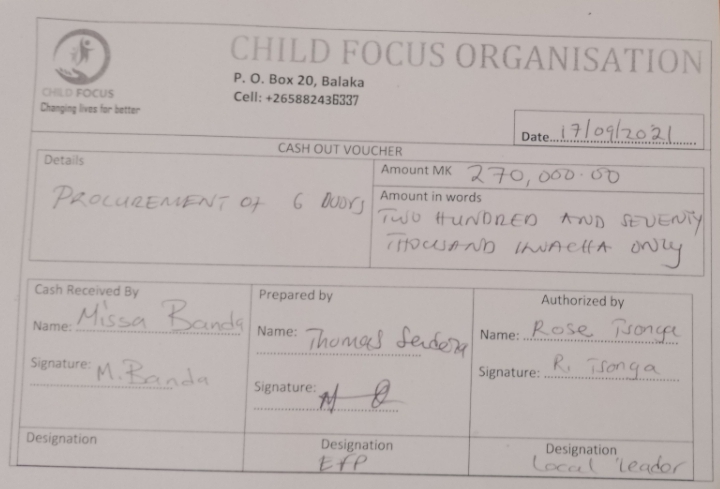 CHILD FOCUS ORGANISATION
P. O. Box 20, Balaka
Cell: +265882436337
CHILD FOCUS
Changing lives for better
Date...17/09/2021
CASH OUT VOUCHER
Details
PROCUREMENT OF 6 DOORS
Amount MK 270,000.00
Amount in words
TWO HUNDRED AND SEVENTY
THOUSAND KWACHA ONLY
Cash Received By
Name: Missa Banda
Signature: M. Banda
Designation
Prepared by
Name: Thomas
Signature:
Designation
EFP
Authorized by
Name: Rose Tsonga
Signature: R. Tsonga
Designation
Local Leader